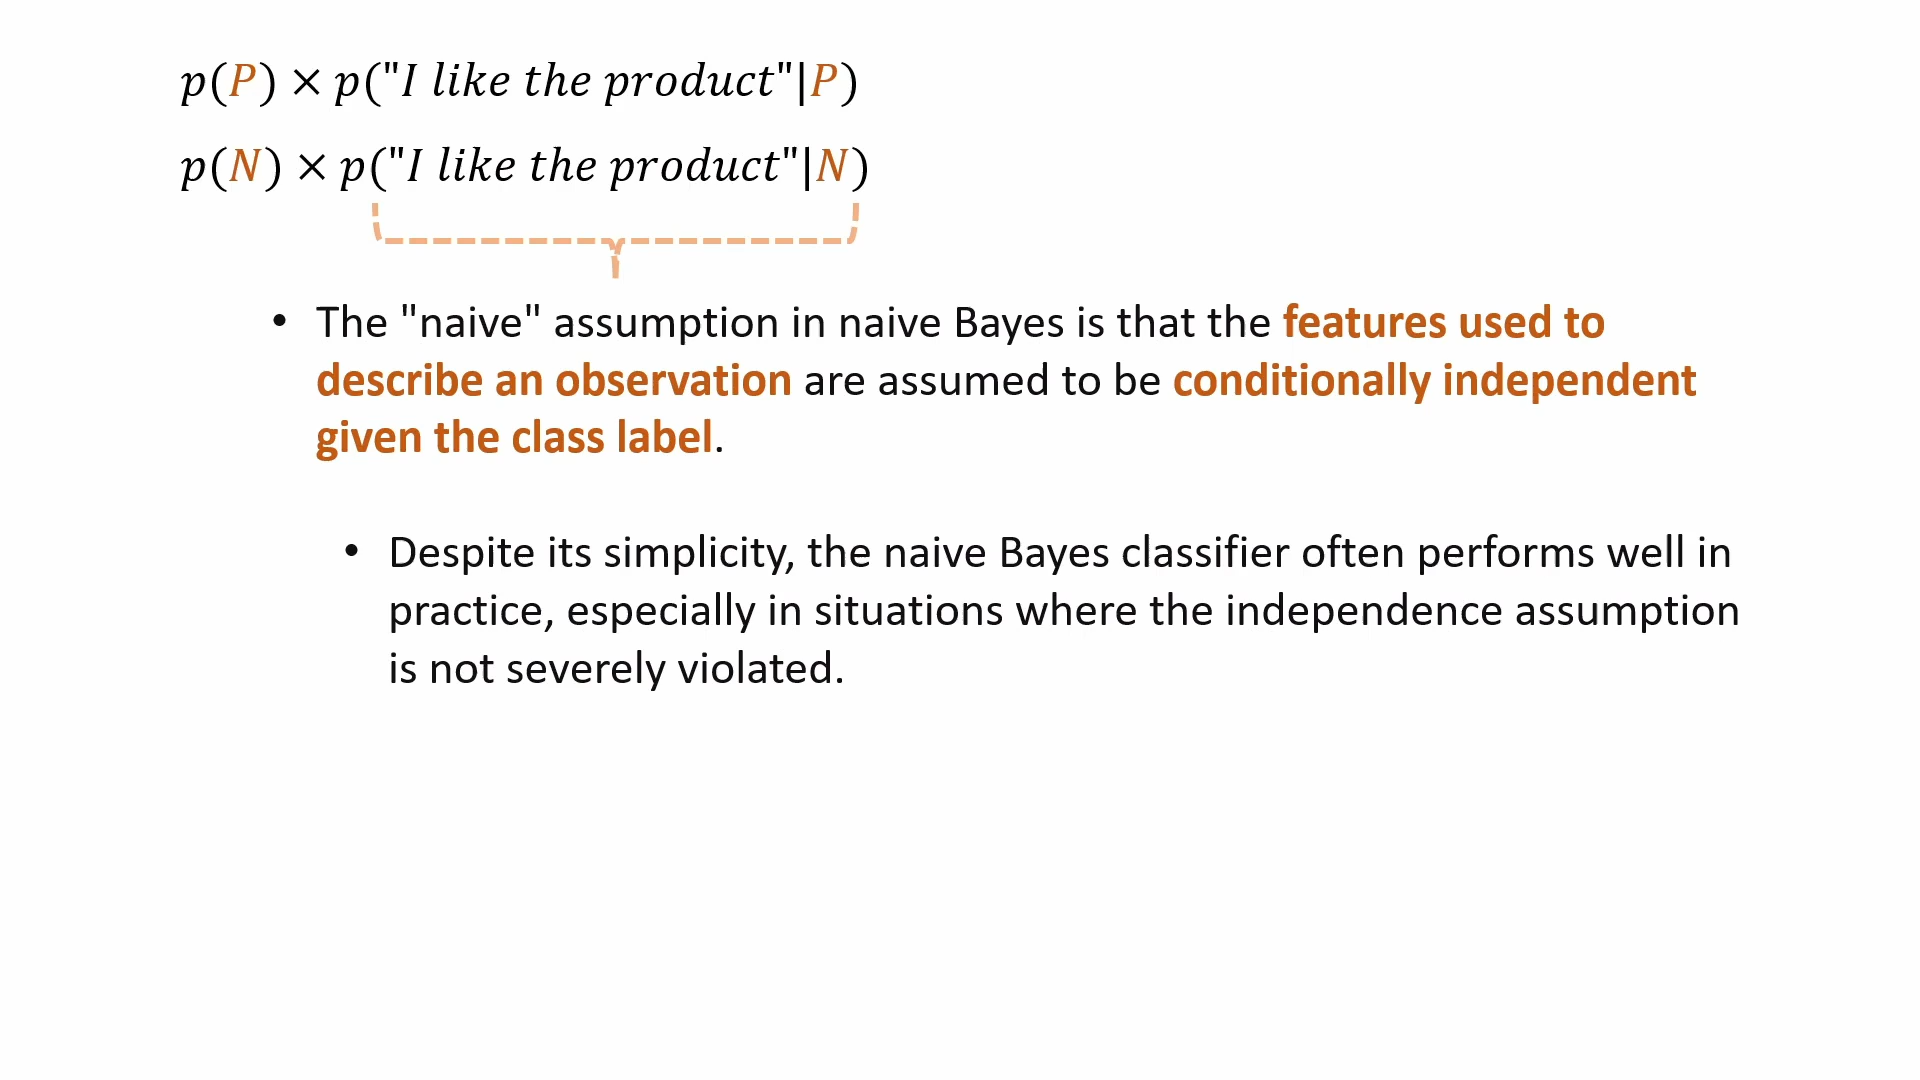 p(P) × p("I like the product"|P)
p(N) × p("I like the product"|N)
• The "naive" assumption in naive Bayes is that the features used to
describe an observation are assumed to be conditionally independent
given the class label.
• Despite its simplicity, the naive Bayes classifier often performs well in
practice, especially in situations where the independence assumption
is not severely violated.